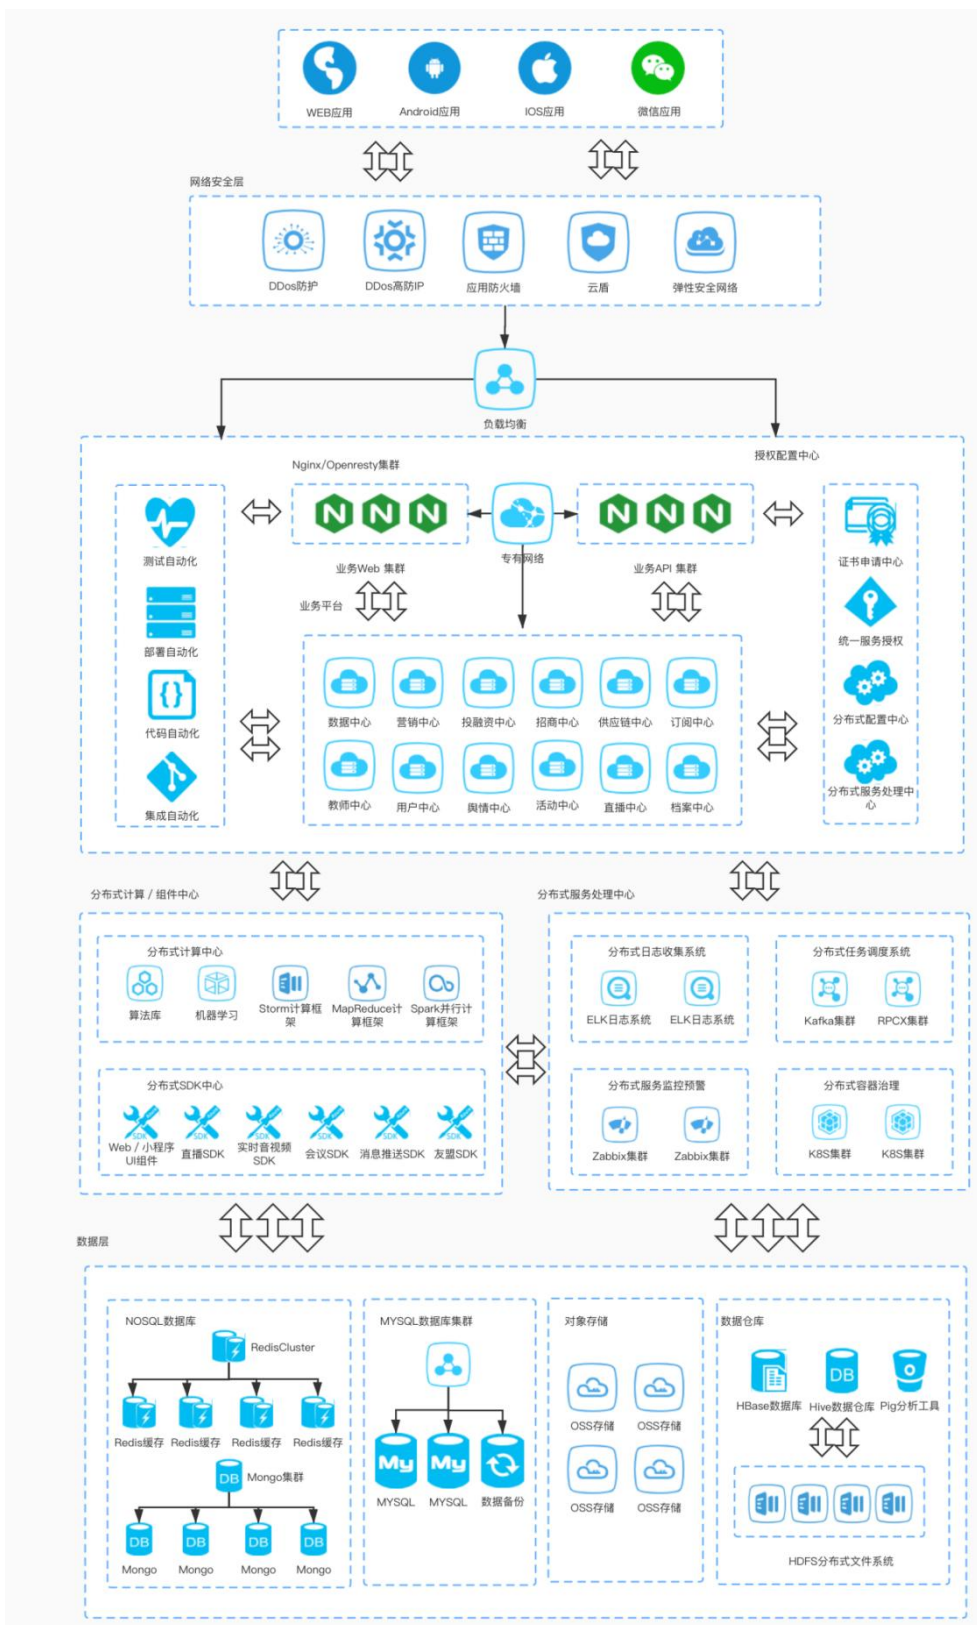 WEB应用
Android应用
IOS应用
微信应用
网络安全层
DDos防护
DDos高防IP
应用防火墙
云盾
弹性安全网络
负载均衡
授权配置中心
Nginx/Openresty集群
N N N
N N N
专有网络
业务Web 集群
业务API 集群
业务平台
测试自动化
部署自动化
代码自动化
集成自动化
证书申请中心
统一服务授权
分布式配置中心
分布式服务处理中
心
数据中心
营销中心
投融资中心
招商中心
供应链中心
订阅中心
教师中心
用户中心
舆情中心
活动中心
直播中心
档案中心
分布式计算 / 组件中心
分布式服务处理中心
分布式计算中心
算法库
机器学习
Storm计算框
架
MapReduce计
算框架
Spark并行计
算框架
分布式SDK中心
SDK
SDK
SDK
SDK
SDK
SDK
Web / 小程序
UI组件
直播SDK
实时音视频
SDK
会议SDK
消息推送SDK
友盟SDK
分布式日志收集系统
ELK日志系统
ELK日志系统
分布式任务调度系统
Kafka集群
RPCX集群
分布式服务监控预警
Zabbix集群
Zabbix集群
分布式容器治理
K8S集群
K8S集群
数据层
NOSQL数据库
RedisCluster
Redis缓存
Redis缓存
Redis缓存
Redis缓存
DB
Mongo集群
DB
DB
DB
DB
Mongo
Mongo
Mongo
Mongo
MYSQL数据库集群
My
My
MYSQL
MYSQL
数据备份
对象存储
OSS存储
OSS存储
OSS存储
OSS存储
数据仓库
DB
HBase数据库
Hive数据仓库
Pig分析工具
HDFS分布式文件系统